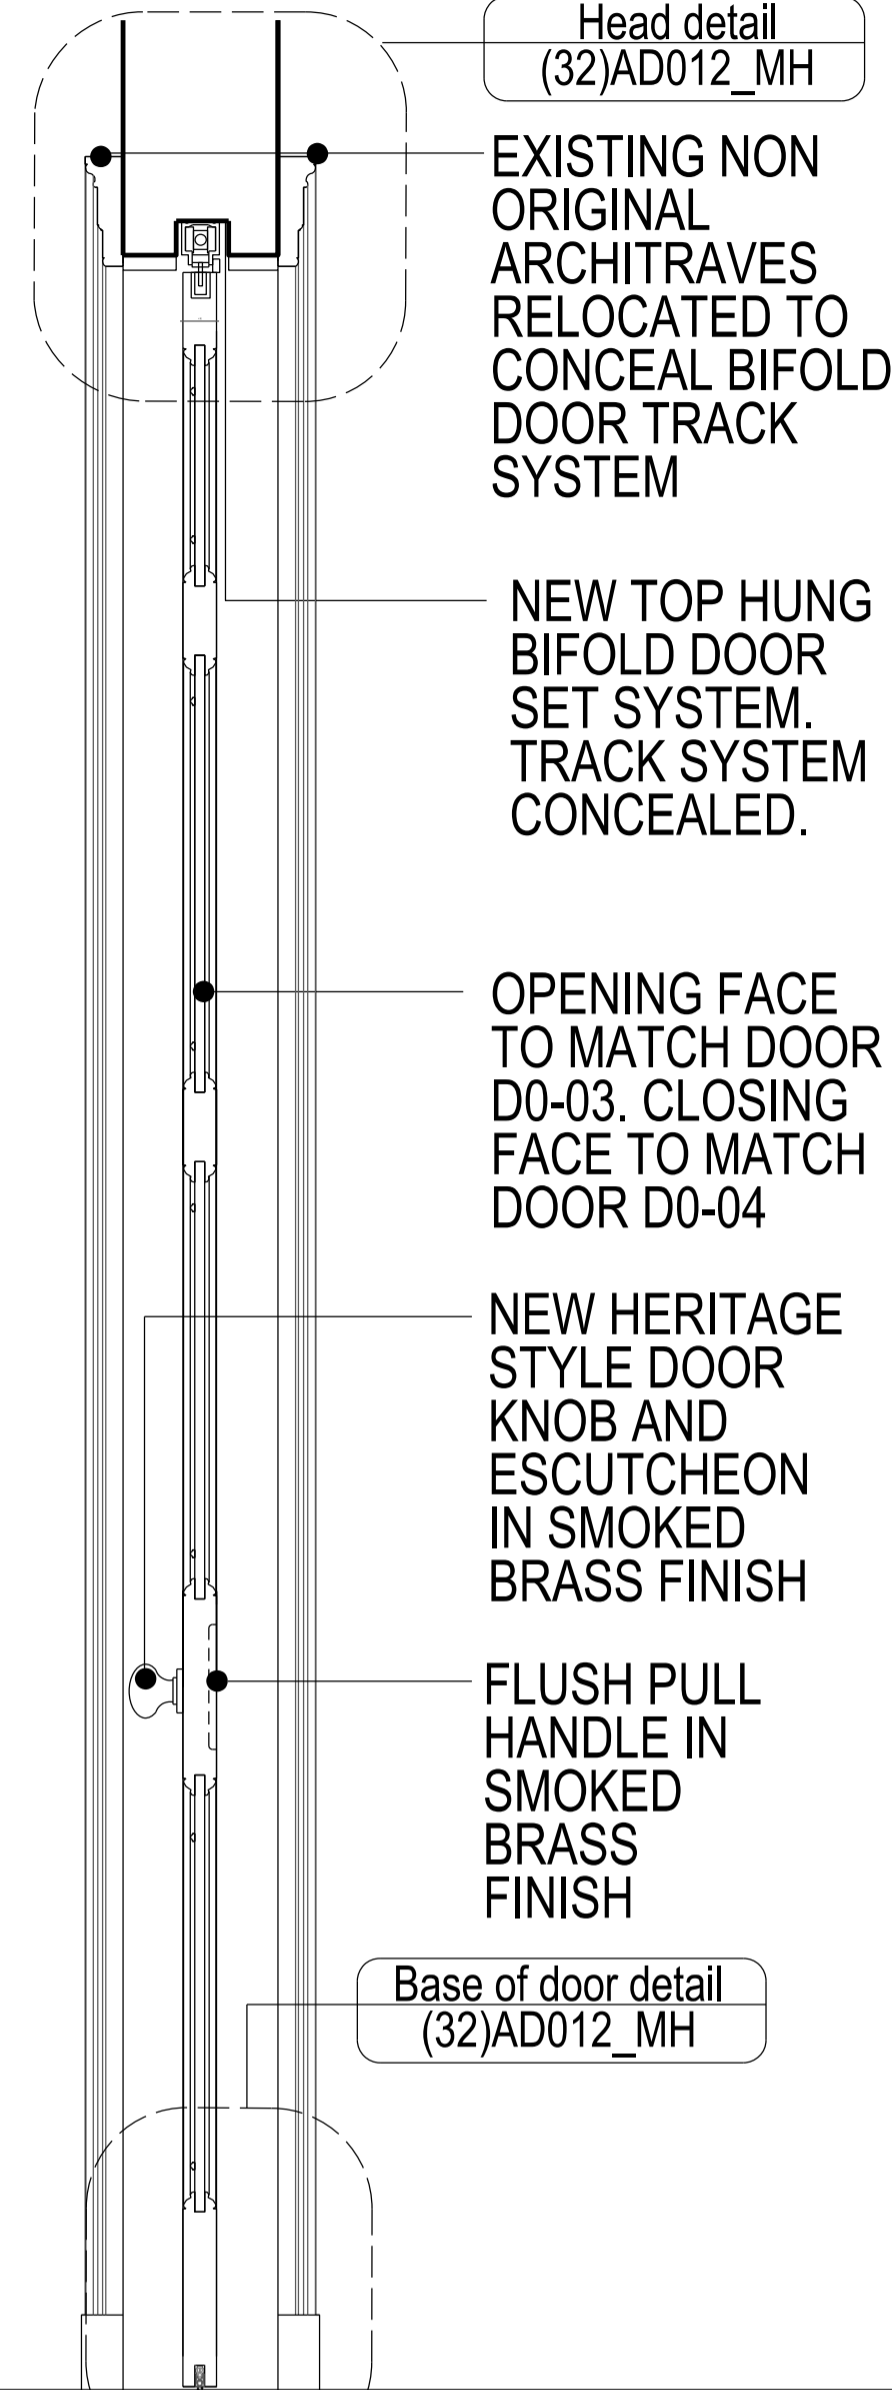 Head detail
(32)AD012_MH
EXISTING NON
ORIGINAL
ARCHITRAVES
RELOCATED TO
CONCEAL BIFOLD
DOOR TRACK
SYSTEM
NEW TOP HUNG
BIFOLD DOOR
SET SYSTEM.
TRACK SYSTEM
CONCEALED.
OPENING FACE
TO MATCH DOOR
D0-03. CLOSING
FACE TO MATCH
DOOR D0-04
NEW HERITAGE
STYLE DOOR
KNOB AND
ESCUTCHEON
IN SMOKED
BRASS FINISH
FLUSH PULL
HANDLE IN
SMOKED
BRASS
FINISH
Base of door detail
(32)AD012_MH